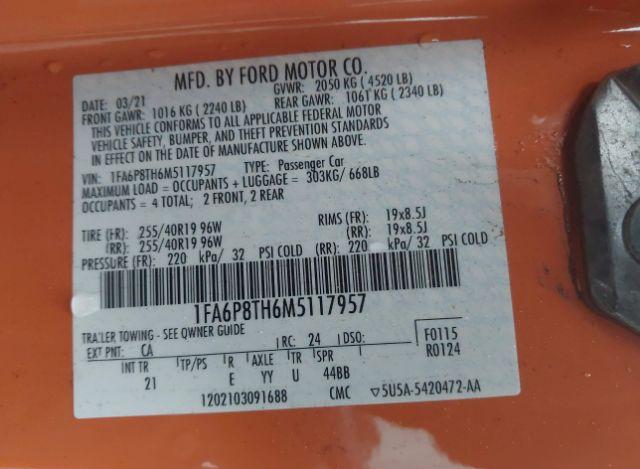 MFD. BY FORD MOTOR CO.
DATE: 03/21 GVWR: 2050 KG ( 4520 LB)
FRONT GAWR: 1016 KG ( 2240 LB) REAR GAWR: 1061 KG ( 2340 LB)
THIS VEHICLE CONFORMS TO ALL APPLICABLE FEDERAL MOTOR
VEHICLE SAFETY, BUMPER, AND THEFT PREVENTION STANDARDS
IN EFFECT ON THE DATE OF MANUFACTURE SHOWN ABOVE.
VIN: 1FA6P8TH6M5117957 TYPE: Passenger Car
MAXIMUM LOAD = OCCUPANTS + LUGGAGE = 303KG/ 668LB
OCCUPANTS = 4 TOTAL; 2 FRONT, 2 REAR
TIRE (FR): 255/40R19 96W RIMS (FR): 19x8.5J
(RR): 255/40R19 96W (RR): 19x8.5J
PRESSURE (FR): 220 kPa/ 32 PSI COLD (RR): 220 kPa/ 32 PSI COLD
1FA6P8TH6M5117957
TRAILER TOWING - SEE OWNER GUIDE
EXT PNT: CA RC: 24 DSO: F0115
R0124
INT TR TP/PS R AXLE TR SPR
21 E YY U 44BB
1202103091688 CMC ▽5U5A-5420472-AA